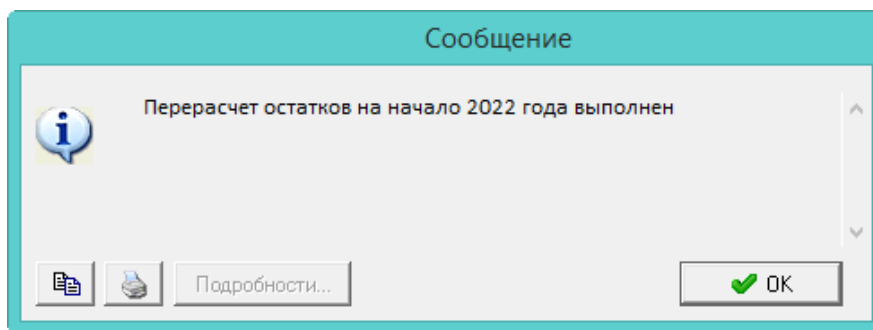 Сообщение
Перерасчет остатков на начало 2022 года выполнен
Подробности...
OK